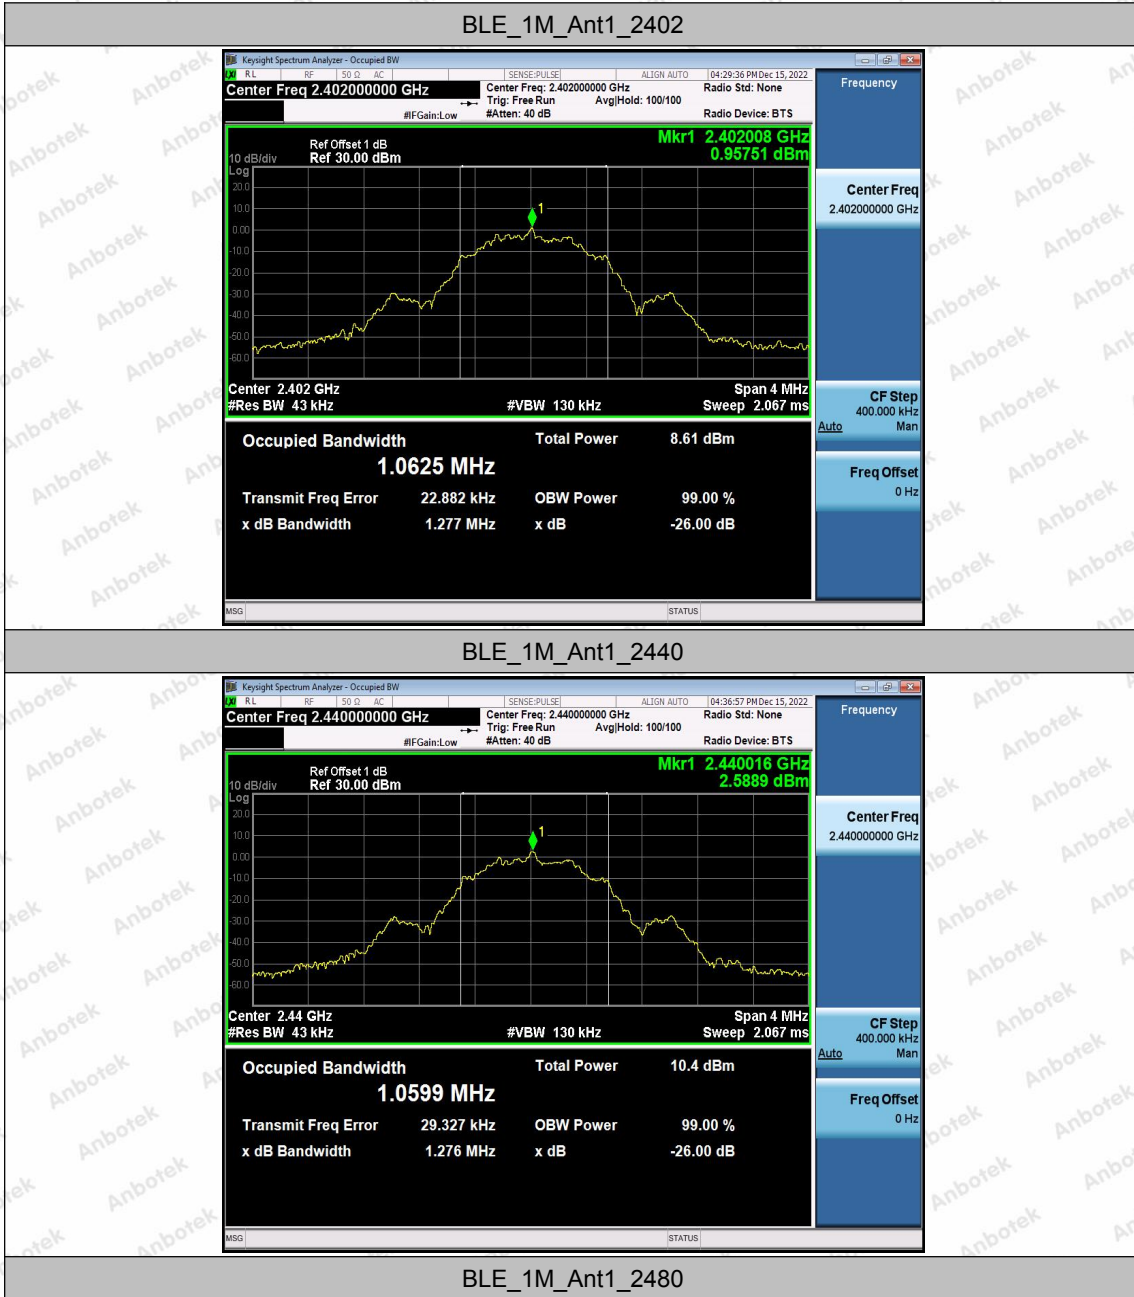 BLE_1M_Ant1_2402
Keysight Spectrum Analyzer - Occupied BW
LXI RL RF 50 Ω AC SENSE:PULSE ALIGN AUTO 04:29:36 PM Dec 15, 2022
Center Freq 2.402000000 GHz
Center Freq: 2.402000000 GHz
Radio Std: None
Trig: Free Run Avg|Hold: 100/100
#IFGain:Low #Atten: 40 dB Radio Device: BTS
Mkr1 2.402008 GHz
0.95751 dBm
Ref Offset 1 dB
10 dB/div Ref 30.00 dBm
Log
20.0
10.0
1
0.00
-10.0
-20.0
-30.0
-40.0
-50.0
-60.0
Center 2.402 GHz Span 4 MHz
#Res BW 43 kHz #VBW 130 kHz Sweep 2.067 ms
Occupied Bandwidth Total Power 8.61 dBm
1.0625 MHz
Transmit Freq Error 22.882 kHz OBW Power 99.00 %
x dB Bandwidth 1.277 MHz x dB -26.00 dB
MSG STATUS
Frequency
Center Freq
2.402000000 GHz
CF Step
400.000 kHz
Auto Man
Freq Offset
0 Hz
BLE_1M_Ant1_2440
Keysight Spectrum Analyzer - Occupied BW
LXI RL RF 50 Ω AC SENSE:PULSE ALIGN AUTO 04:36:57 PM Dec 15, 2022
Center Freq 2.440000000 GHz
Center Freq: 2.440000000 GHz
Radio Std: None
Trig: Free Run Avg|Hold: 100/100
#IFGain:Low #Atten: 40 dB Radio Device: BTS
Mkr1 2.440016 GHz
2.5889 dBm
Ref Offset 1 dB
10 dB/div Ref 30.00 dBm
Log
20.0
10.0
1
0.00
-10.0
-20.0
-30.0
-40.0
-50.0
-60.0
Center 2.44 GHz Span 4 MHz
#Res BW 43 kHz #VBW 130 kHz Sweep 2.067 ms
Occupied Bandwidth Total Power 10.4 dBm
1.0599 MHz
Transmit Freq Error 29.327 kHz OBW Power 99.00 %
x dB Bandwidth 1.276 MHz x dB -26.00 dB
MSG STATUS
Frequency
Center Freq
2.440000000 GHz
CF Step
400.000 kHz
Auto Man
Freq Offset
0 Hz
BLE_1M_Ant1_2480
Anbotek